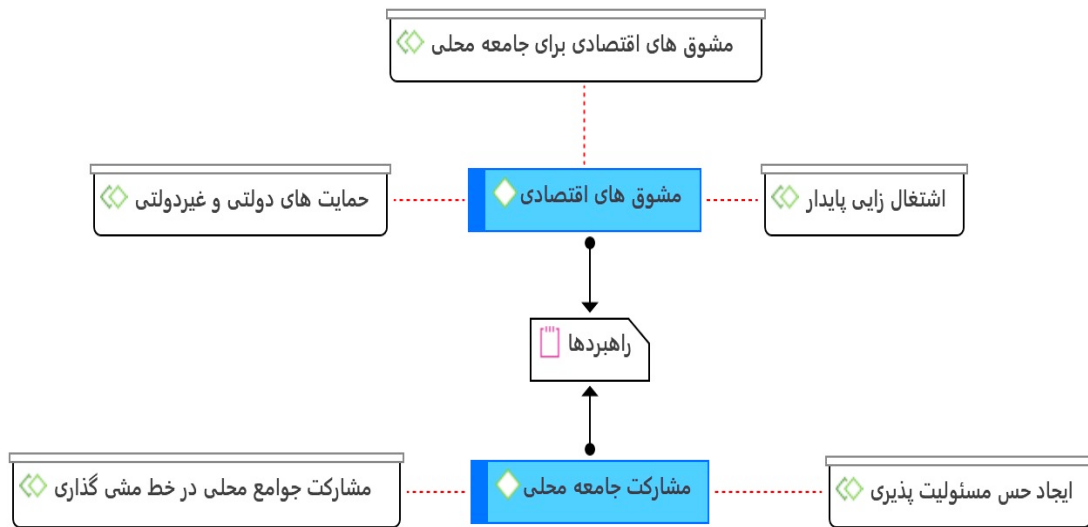 مشوق های اقتصادی برای جامعه محلی
اشتغال زایی پایدار
مشوق های اقتصادی
حمایت های دولتی و غیردولتی
راهبردها
ایجاد حس مسئولیت پذیری
مشارکت جامعه محلی
مشارکت جوامع محلی در خط مشی گذاری